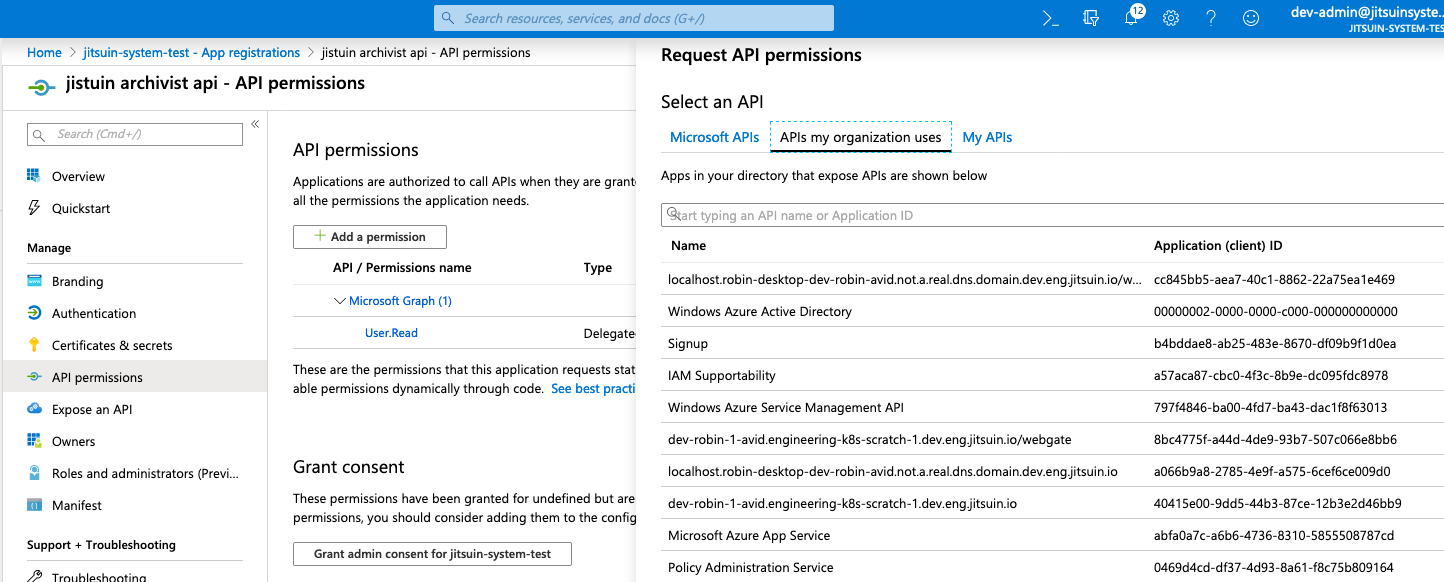 Search resources, services, and docs (G+/)
12
dev-admin@jitsuinsyste...
JITSUIN-SYSTEM-TES
Home > jitsuin-system-test - App registrations > jistuin archivist api - API permissions
jistuin archivist api - API permissions
Search (Cmd+/)
«
Overview
Quickstart
Manage
Branding
Authentication
Certificates & secrets
API permissions
Expose an API
Owners
Roles and administrators (Previ...
Manifest
Support + Troubleshooting
Troubleshooting
API permissions
Applications are authorized to call APIs when they are grante
all the permissions the application needs.
+ Add a permission
API / Permissions name Type
Microsoft Graph (1)
User.Read Delegate
These are the permissions that this application requests stat
able permissions dynamically through code. See best practi
Grant consent
These permissions have been granted for undefined but are
permissions, you should consider adding them to the config
Grant admin consent for jitsuin-system-test
Request API permissions
Select an API
Microsoft APIs APIs my organization uses My APIs
Apps in your directory that expose APIs are shown below
Start typing an API name or Application ID
Name Application (client) ID
localhost.robin-desktop-dev-robin-avid.not.a.real.dns.domain.dev.eng.jitsuin.io/w... cc845bb5-aea7-40c1-8862-22a75ea1e469
Windows Azure Active Directory 00000002-0000-0000-c000-000000000000
Signup b4bddae8-ab25-483e-8670-df09b9f1d0ea
IAM Supportability a57aca87-cbc0-4f3c-8b9e-dc095fdc8978
Windows Azure Service Management API 797f4846-ba00-4fd7-ba43-dac1f8f63013
dev-robin-1-avid.engineering-k8s-scratch-1.dev.eng.jitsuin.io/webgate 8bc4775f-a44d-4de9-93b7-507c066e8bb6
localhost.robin-desktop-dev-robin-avid.not.a.real.dns.domain.dev.eng.jitsuin.io a066b9a8-2785-4e9f-a575-6cef6ce009d0
dev-robin-1-avid.engineering-k8s-scratch-1.dev.eng.jitsuin.io 40415e00-9dd5-44b3-87ce-12b3e2d46bb9
Microsoft Azure App Service abfa0a7c-a6b6-4736-8310-5855508787cd
Policy Administration Service 0469d4cd-df37-4d93-8a61-f8c75b809164